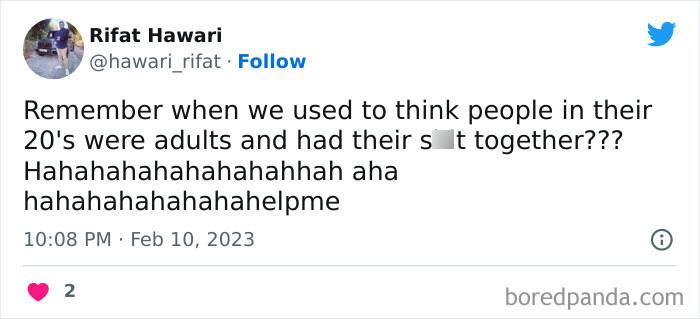 Rifat Hawari
@hawari_rifat · Follow
Remember when we used to think people in their
20's were adults and had their s t together???
Hahahahahahahahahhah aha
hahahahahahahahelpme
10:08 PM · Feb 10, 2023
2
boredpanda.com